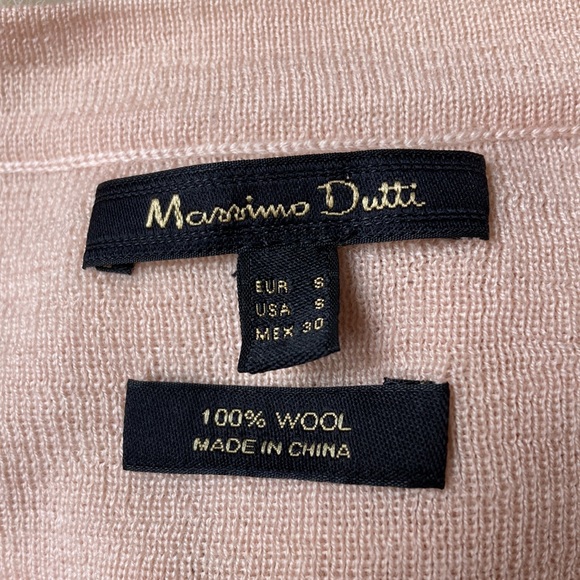 Massimo Dutti
EUR S
USA S
MEX 30
100% WOOL
MADE IN CHINA